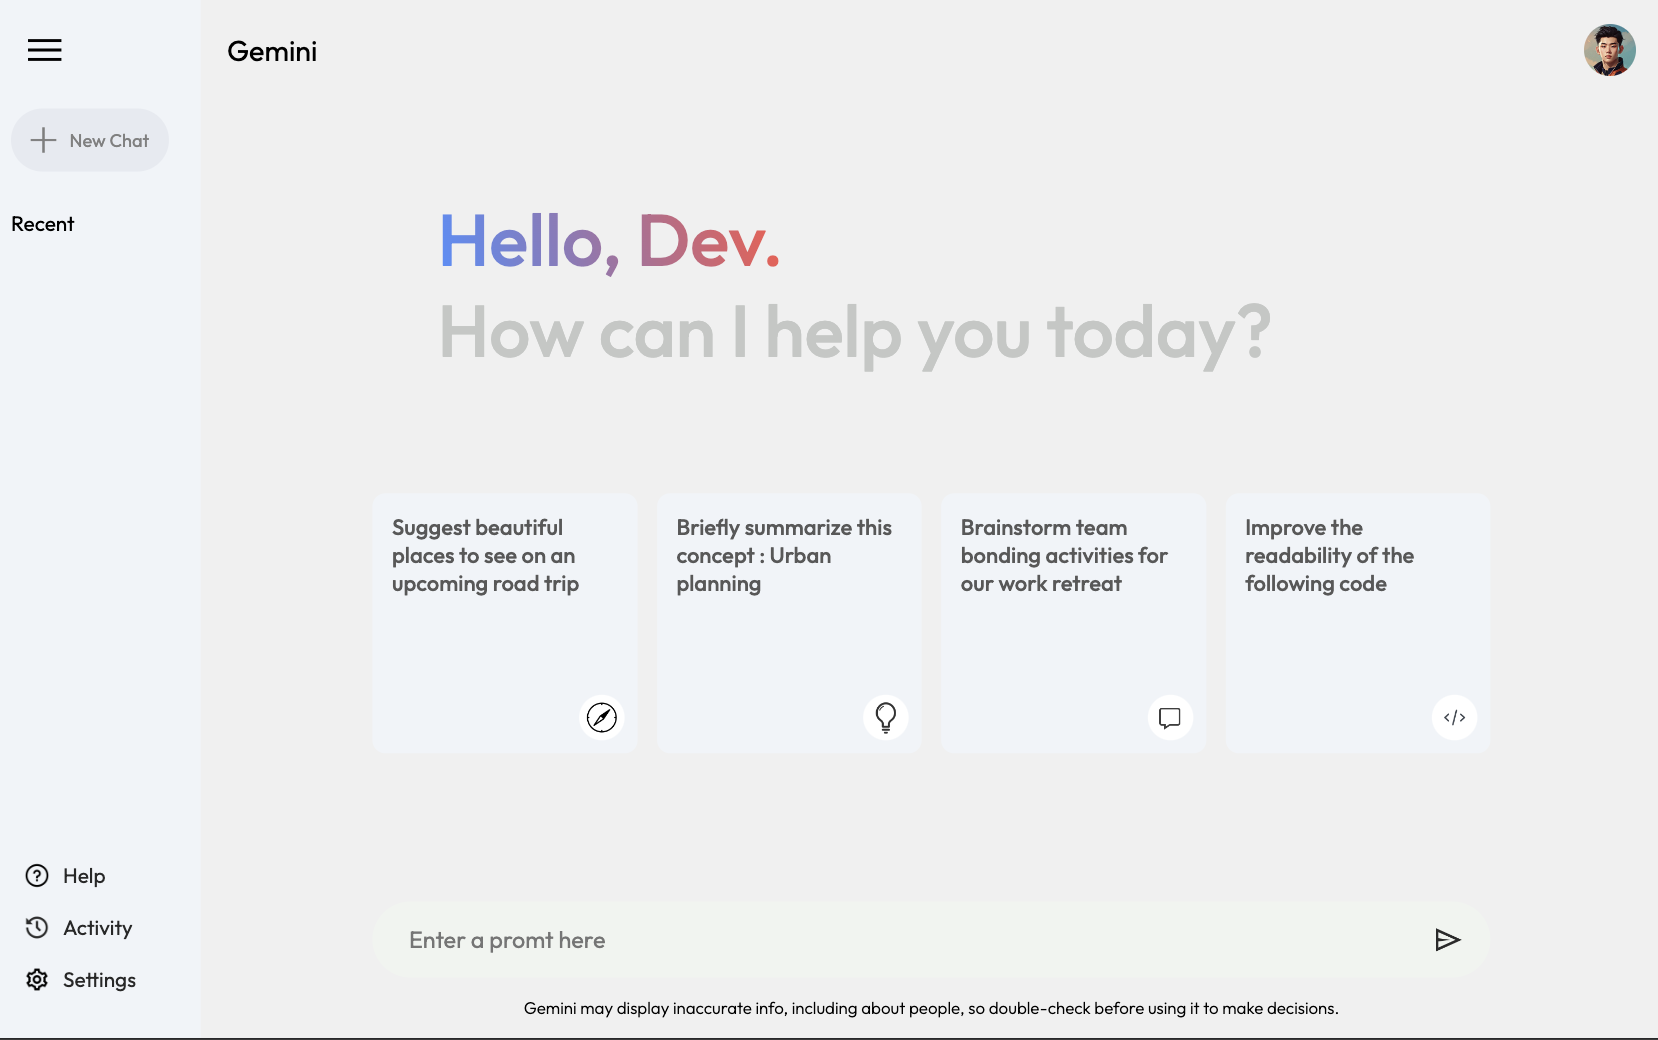 Gemini
New Chat
Recent
Hello, Dev.
How can I help you today?
Suggest beautiful
places to see on an
upcoming road trip
Briefly summarize this
concept : Urban
planning
Brainstorm team
bonding activities for
our work retreat
Improve the
readability of the
following code
</>
Help
Activity
Settings
Enter a promt here
Gemini may display inaccurate info, including about people, so double-check before using it to make decisions.